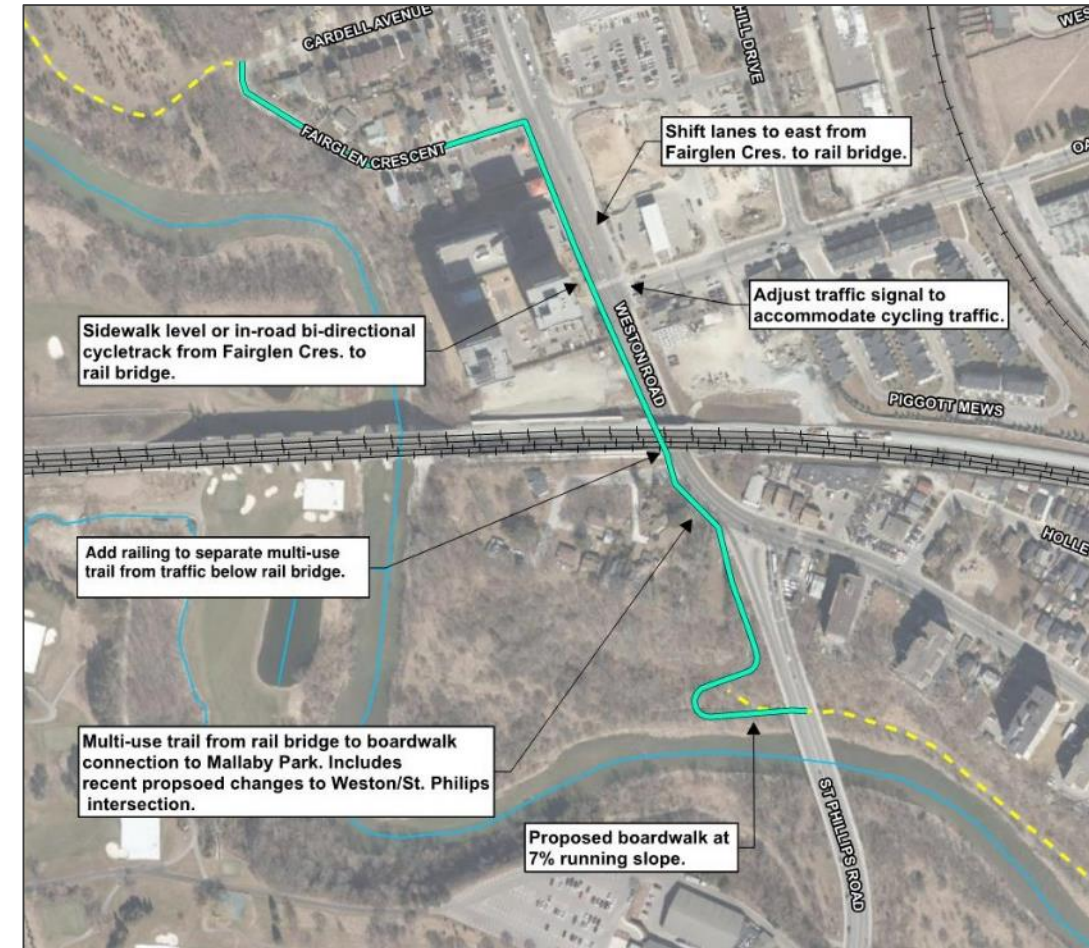 CARDELL AVENUE
HILL DRIVE
WES
Shift lanes to east from
Fairglen Cres. to rail bridge.
FAIRGLEN CRESCENT
OA
Adjust traffic signal to
accommodate cycling traffic.
Sidewalk level or in-road bi-directional
cycletrack from Fairglen Cres. to
rail bridge.
WESTON ROAD
PIGGOTT MEWS
Add railing to separate multi-use
trail from traffic below rail bridge.
HOLLE
Multi-use trail from rail bridge to boardwalk
connection to Mallaby Park. Includes
recent propsoed changes to Weston/St. Philips
intersection.
Proposed boardwalk at
7% running slope.
ST PHILLIPS ROAD